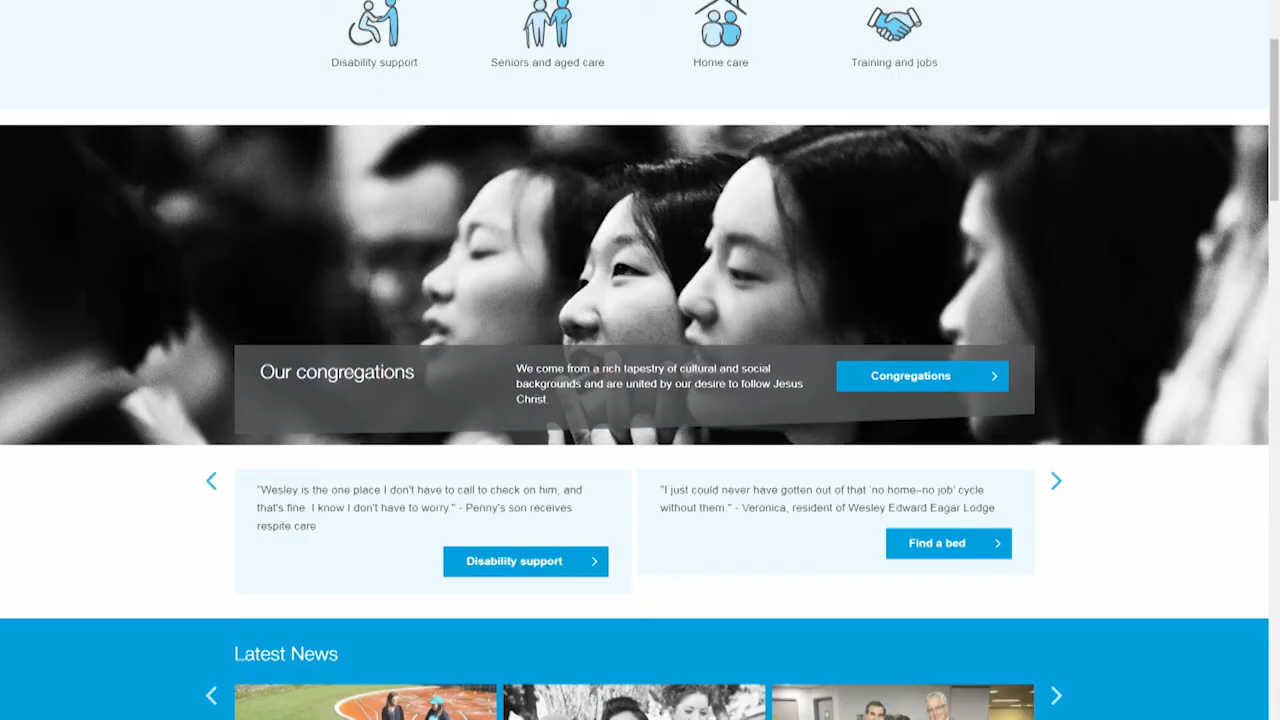 Disability support
Seniors and aged care
Home care
Training and jobs
Our congregations
We come from a rich tapestry of cultural and social
backgrounds and are united by our desire to follow Jesus
Christ.
Congregations
"Wesley is the one place I don't have to call to check on him, and
that's fine. I know I don't have to worry." - Penny's son receives
respite care
Disability support
"I just could never have gotten out of that 'no home–no job' cycle
without them." - Veronica, resident of Wesley Edward Eagar Lodge
Find a bed
Latest News